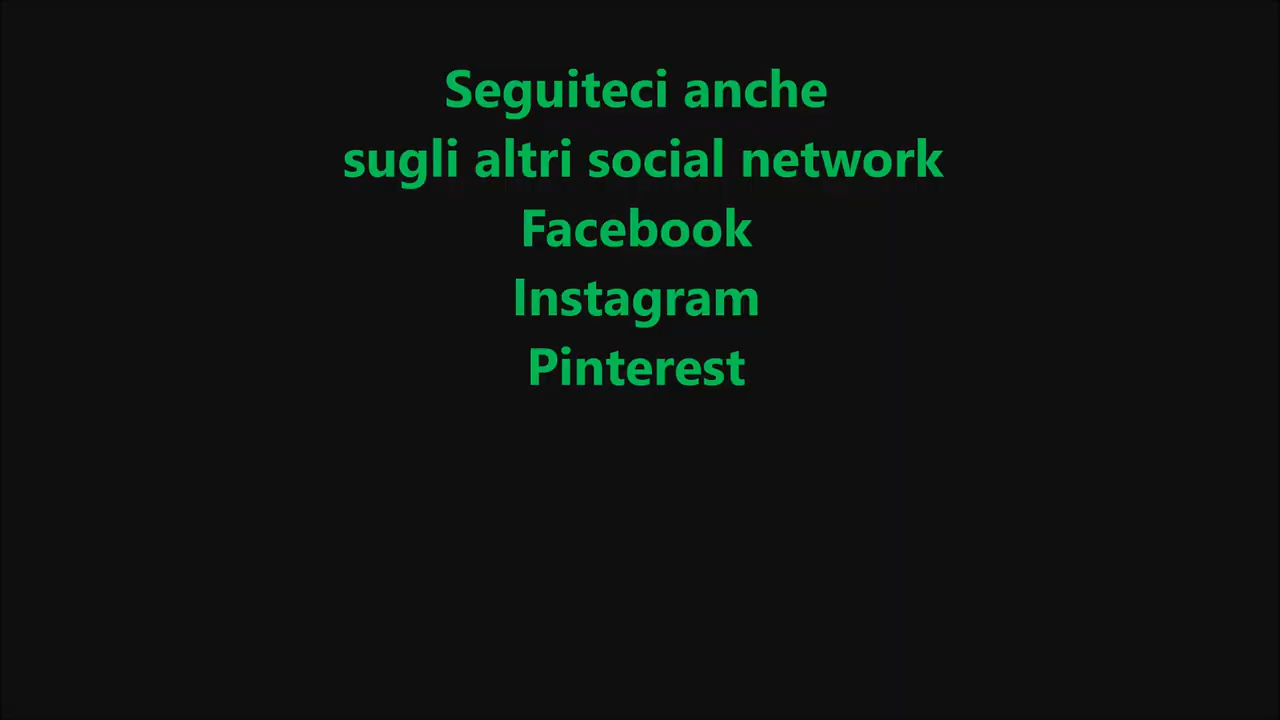 Seguiteci anche
sugli altri social network
Facebook
Instagram
Pinterest